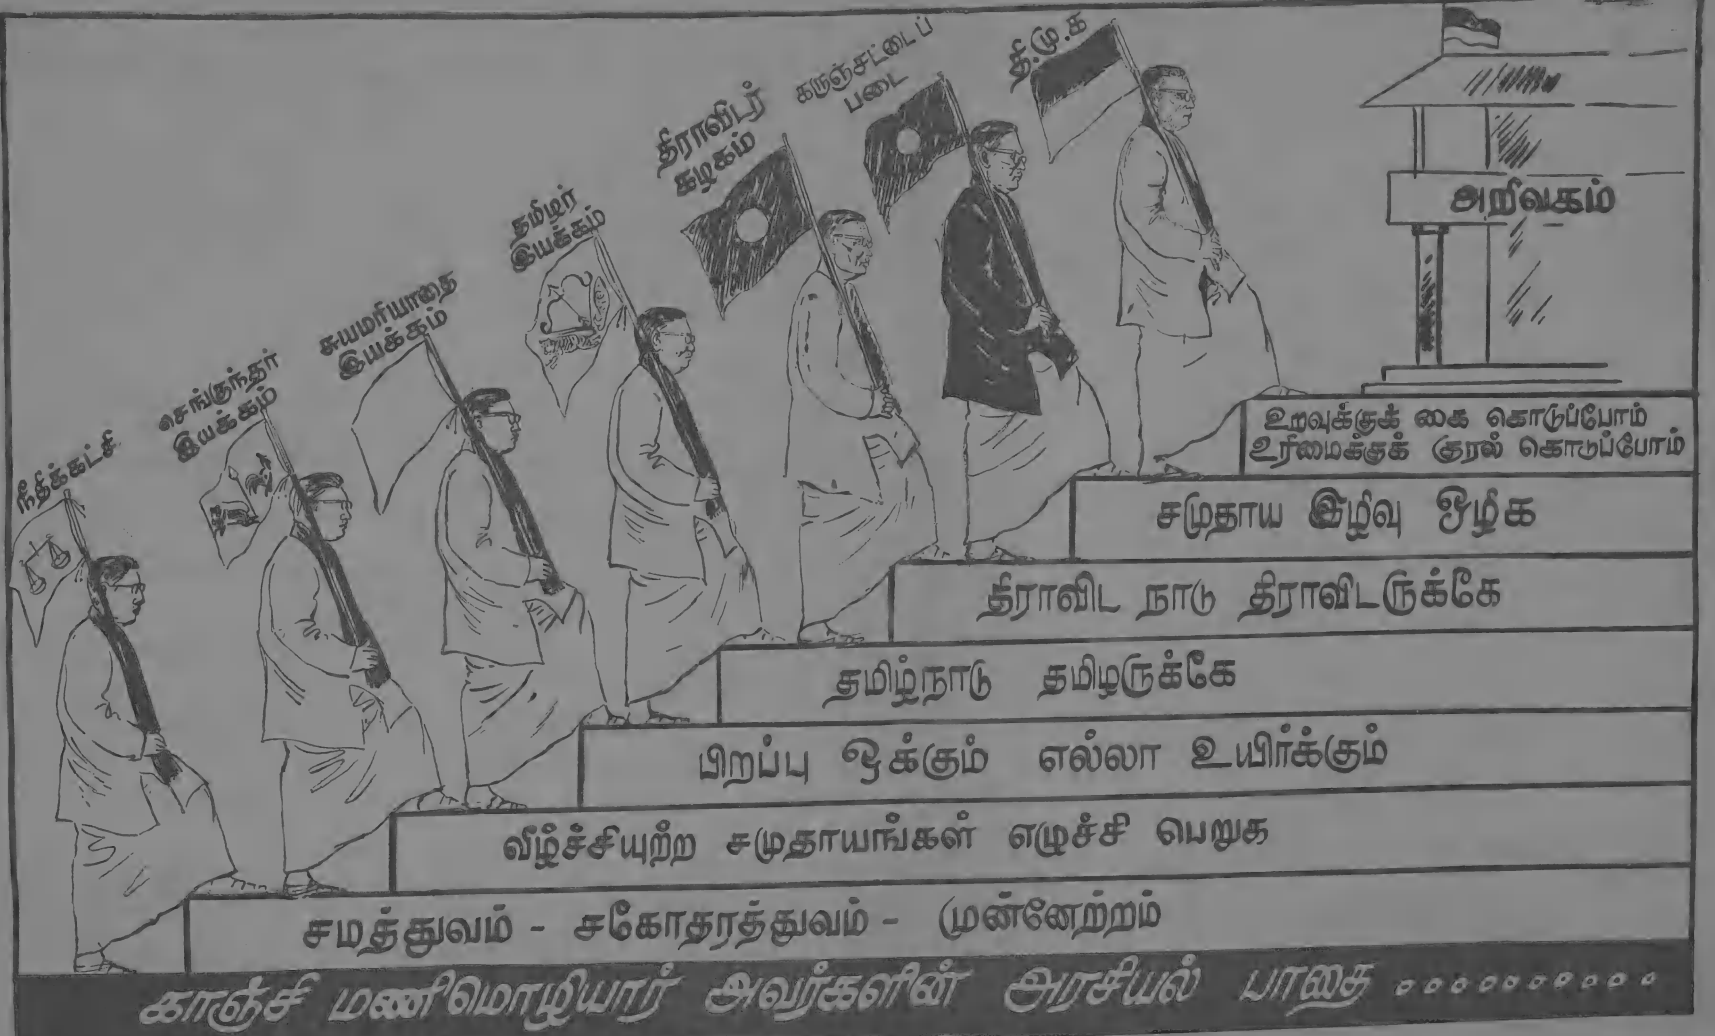 நீதிக்கட்சி
செங்குந்தர்
இயக்கம்
சுயமரியாதை
இயக்கம்
தமிழர்
இயக்கம்
திராவிடர்
கழகம்
கருஞ்சட்டைப்
படை
தி.மு.க
அறிவகம்
உறவுக்குக் கை கொடுப்போம்
உரிமைக்குக் குரல் கொடுப்போம்
சமுதாய இழிவு ஒழிக
திராவிட நாடு திராவிடருக்கே
தமிழ்நாடு தமிழருக்கே
பிறப்பு ஒக்கும் எல்லா உயிர்க்கும்
வீழ்ச்சியுற்ற சமுதாயங்கள் எழுச்சி பெறுக
சமத்துவம் - சகோதரத்துவம் - முன்னேற்றம்
காஞ்சி மணிமொழியார் அவர்களின் அரசியல் பாதை ..........